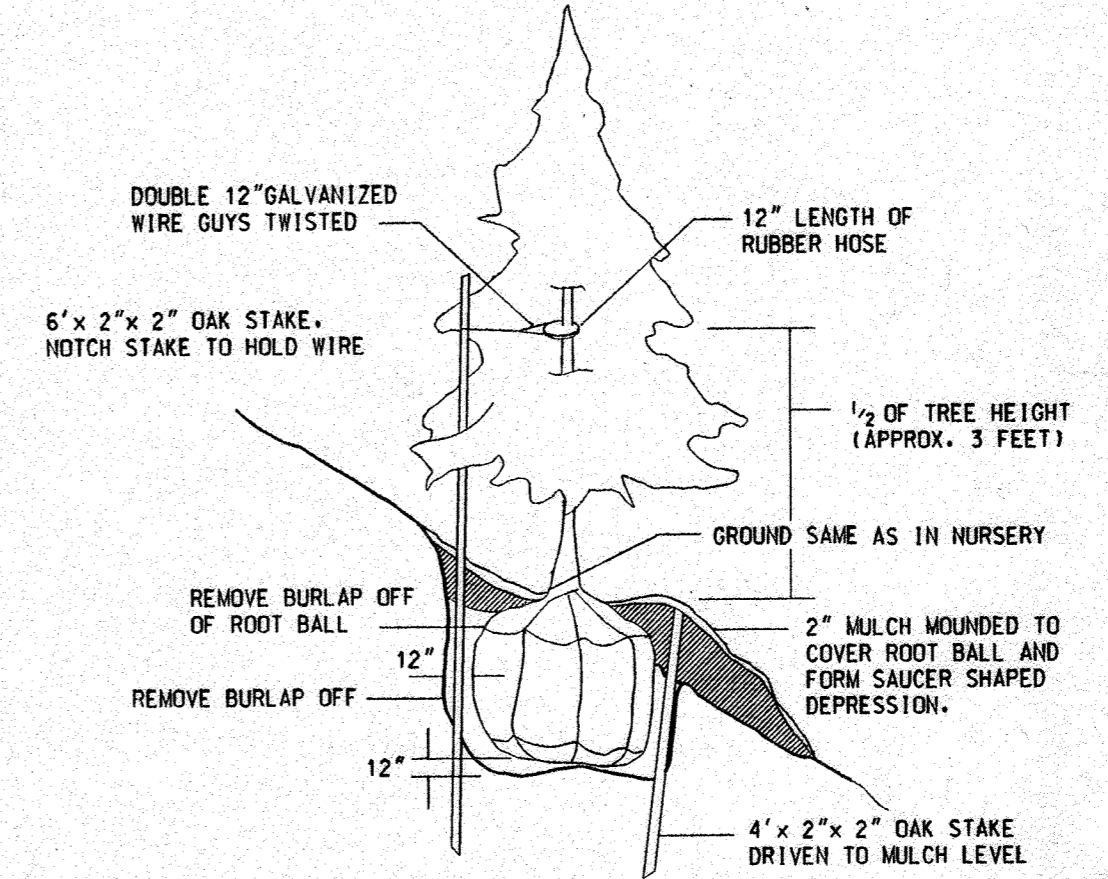 DOUBLE 12"GALVANIZED
WIRE GUYS TWISTED
12" LENGTH OF
RUBBER HOSE
6'x 2"x 2" OAK STAKE.
NOTCH STAKE TO HOLD WIRE
1/2 OF TREE HEIGHT
(APPROX. 3 FEET)
GROUND SAME AS IN NURSERY
REMOVE BURLAP OFF
OF ROOT BALL
2" MULCH MOUNDED TO
COVER ROOT BALL AND
FORM SAUCER SHAPED
DEPRESSION.
12"
REMOVE BURLAP OFF
12"
4'x 2"x 2" OAK STAKE
DRIVEN TO MULCH LEVEL